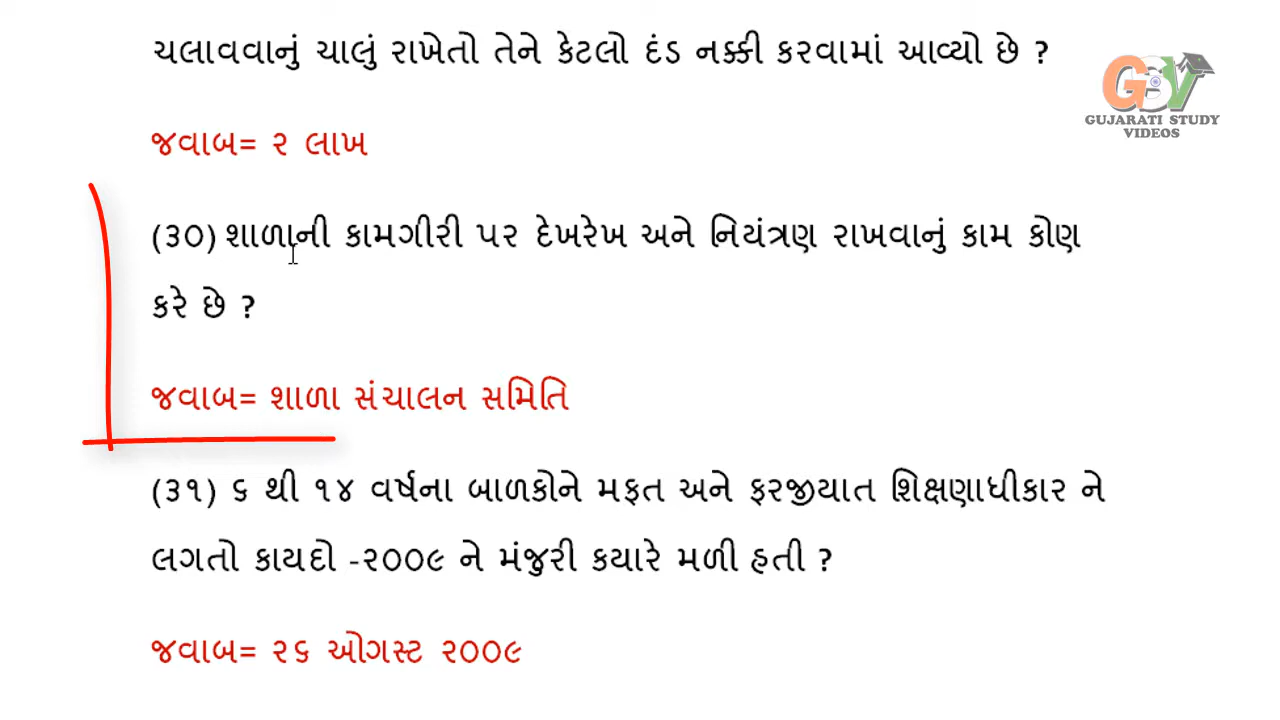 ચલાવવાનું ચાલું રાખેતો તેને કેટલો દંડ નક્કી કરવામાં આવ્યો છે ?
GSV
GUJARATI STUDY
VIDEOS
જવાબ= ૨ લાખ
(૩૦) શાળાની કામગીરી પર દેખરેખ અને નિયંત્રણ રાખવાનું કામ કોણ
કરે છે ?
જવાબ= શાળા સંચાલન સમિતિ
(૩૧) ૬ થી ૧૪ વર્ષના બાળકોને મફત અને ફરજીયાત શિક્ષણાધીકાર ને
લગતો કાયદો -૨૦૦૯ ને મંજુરી કયારે મળી હતી ?
જવાબ= ૨૬ ઓગસ્ટ ૨૦૦૯